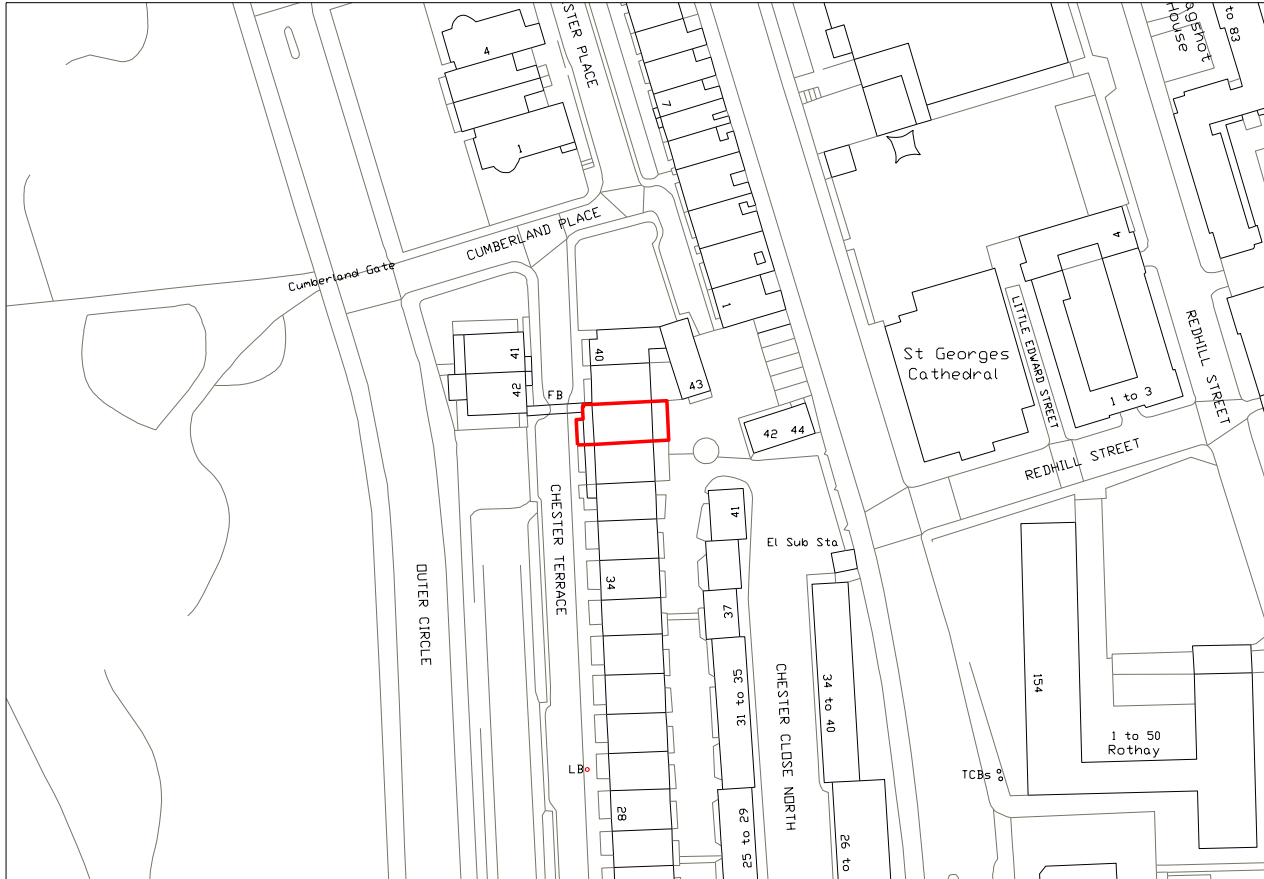 4
ESTER PLACE
7
agshot
House
to 83
1
CUMBERLAND PLACE
Cumberland Gate
4
1
LITTLE EDWARD STREET
REDHILL STREET
St Georges
Cathedral
41
40
42
43
FB
1 to 3
42 44
REDHILL STREET
CHESTER TERRACE
41
El Sub Sta
OUTER CIRCLE
34
37
31 to 35
CHESTER CLOSE NORTH
34 to 40
154
1 to 50
Rothay
LB
TCBs
28
25 to 29
26 to